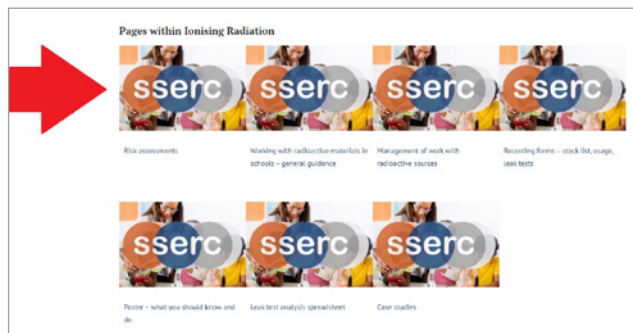 Pages within Ionising Radiation
sserc sserc sserc sserc
Risk assessments
Working with radioactive materials in
schools – general guidance
Management of work with
radioactive sources
Recording forms – stock list, usage,
leak tests
sserc sserc sserc
Poster – what you should know and
do
Leak test analysis spreadsheet
Case studies